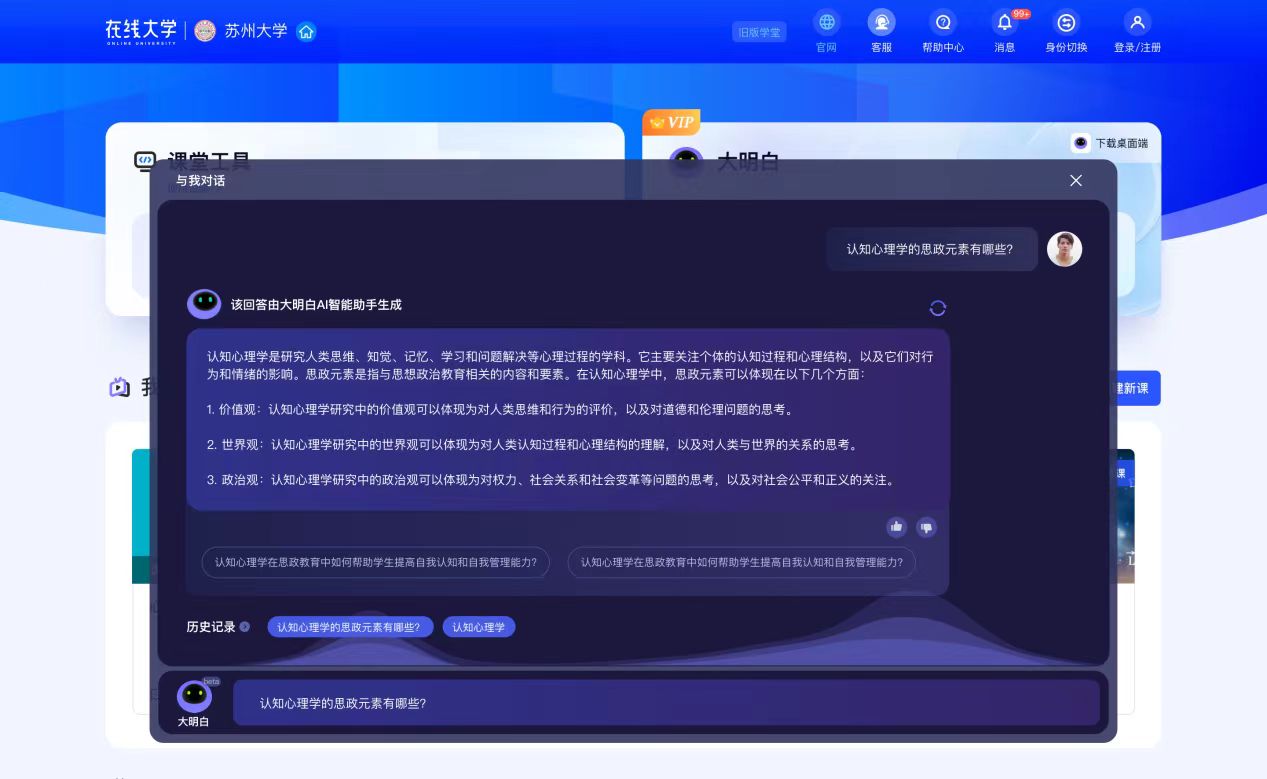 在线大学
ONLINE UNIVERSITY
苏州大学
旧版学堂
官网
客服
帮助中心
99+
消息
身份切换
登录/注册
课堂工具
VIP
大明白
下载桌面端
与我对话
认知心理学的思政元素有哪些?
该回答由大明白AI智能助手生成
认知心理学是研究人类思维、知觉、记忆、学习和问题解决等心理过程的学科。它主要关注个体的认知过程和心理结构，以及它们对行
为和情绪的影响。思政元素是指与思想政治教育相关的内容和要素。在认知心理学中，思政元素可以体现在以下几个方面：
1. 价值观：认知心理学研究中的价值观可以体现为对人类思维和行为的评价，以及对道德和伦理问题的思考。
2. 世界观：认知心理学研究中的世界观可以体现为对人类认知过程和心理结构的理解，以及对人类与世界的关系的思考。
3. 政治观：认知心理学研究中的政治观可以体现为对权力、社会关系和社会变革等问题的思考，以及对社会公平和正义的关注。
我
建新课
课
认知心理学在思政教育中如何帮助学生提高自我认知和自我管理能力?
认知心理学在思政教育中如何帮助学生提高自我认知和自我管理能力?
历史记录
认知心理学的思政元素有哪些?
认知心理学
beta
大明白
认知心理学的思政元素有哪些?